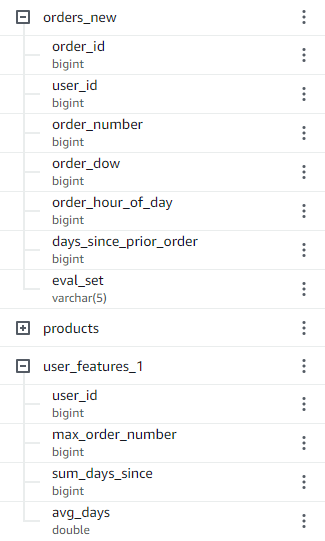 orders_new
order_id
bigint
user_id
bigint
order_number
bigint
order_dow
bigint
order_hour_of_day
bigint
days_since_prior_order
bigint
eval_set
varchar(5)
products
user_features_1
user_id
bigint
max_order_number
bigint
sum_days_since
bigint
avg_days
double